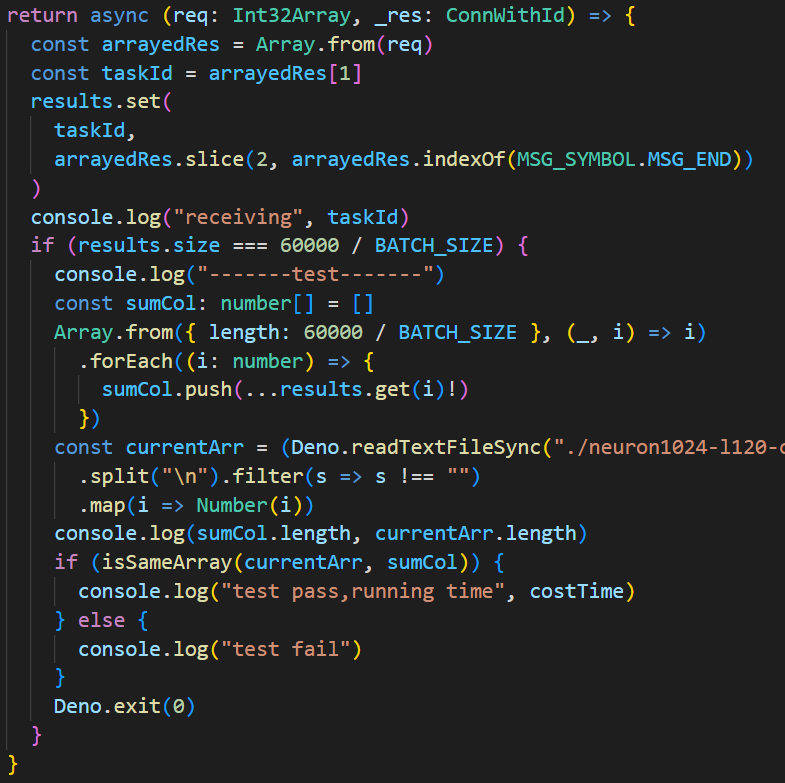 return async (req: Int32Array, _res: ConnWithId) => {
  const arrayedRes = Array.from(req)
  const taskId = arrayedRes[1]
  results.set(
    taskId,
    arrayedRes.slice(2, arrayedRes.indexOf(MSG_SYMBOL.MSG_END))
  )
  console.log("receiving", taskId)
  if (results.size === 60000 / BATCH_SIZE) {
    console.log("-------test-------")
    const sumCol: number[] = []
    Array.from({ length: 60000 / BATCH_SIZE }, (_, i) => i)
      .forEach((i: number) => {
        sumCol.push(...results.get(i)!)
      })
    const currentArr = (Deno.readTextFileSync("./neuron1024-l120-
      .split("\n").filter(s => s !== "")
      .map(i => Number(i))
    console.log(sumCol.length, currentArr.length)
    if (isSameArray(currentArr, sumCol)) {
      console.log("test pass,running time", costTime)
    } else {
      console.log("test fail")
    }
    Deno.exit(0)
  }
}